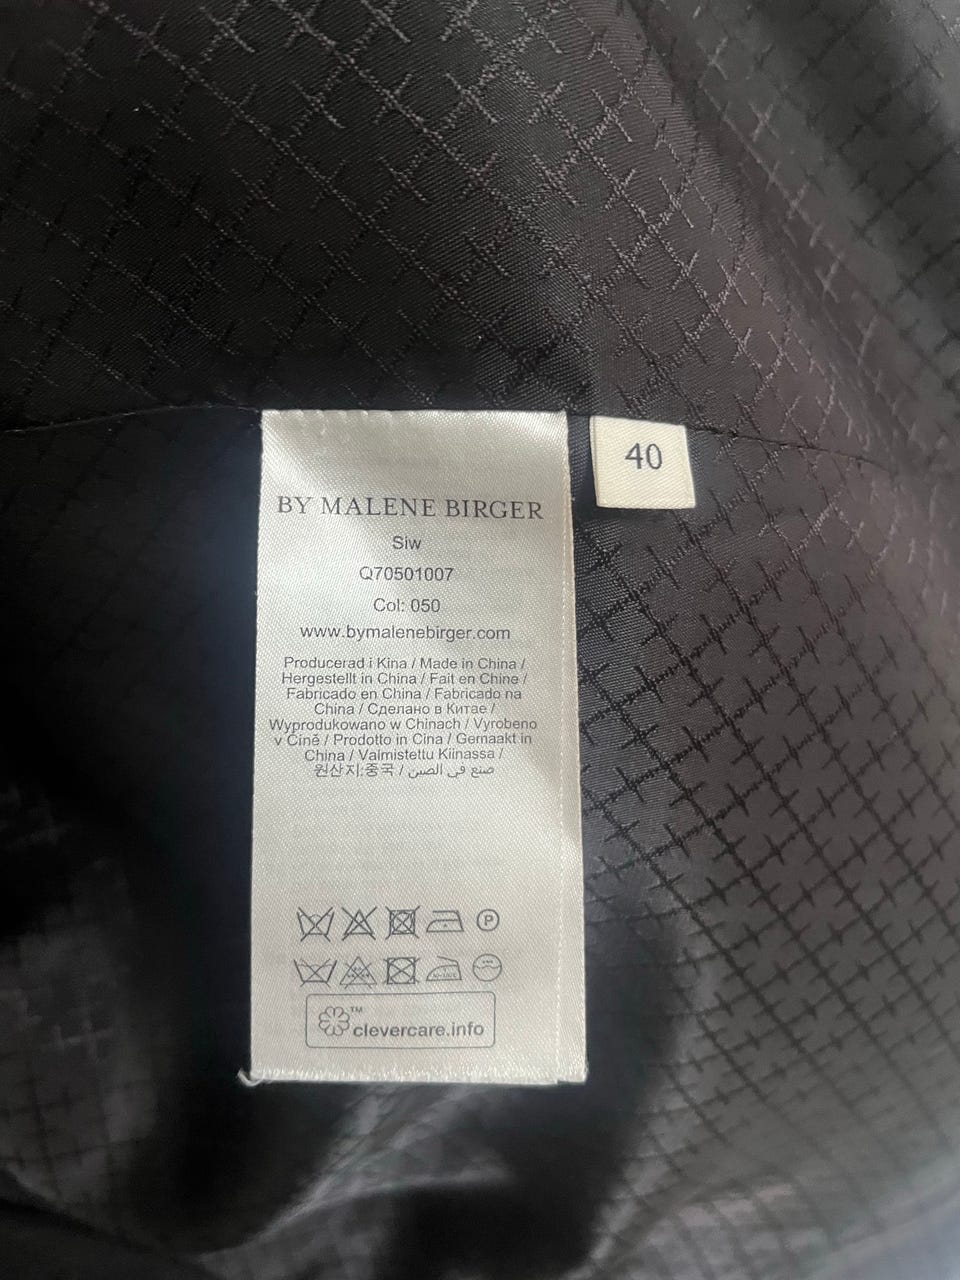 BY MALENE BIRGER
Siw
Q70501007
Col: 050
www.bymalenebirger.com
Producerad i Kina / Made in China /
Hergestellt in China / Fait en Chine /
Fabricado en China / Fabricado na
China / Сделано в Китае /
Wyprodukowano w Chinach / Vyrobeno
v Číně / Prodotto in Cina / Gemaakt in
China / Valmistettu Kiinassa /
원산지:중국 / صنع في الصين
P
™
clevercare.info
40